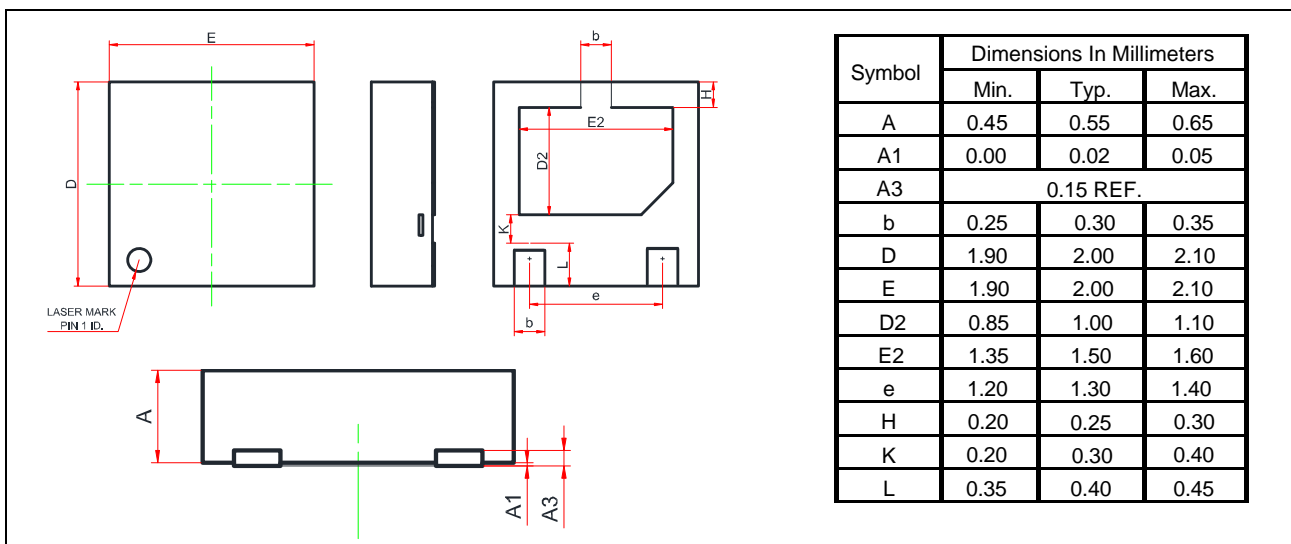 E
D
LASER MARK
PIN 1 ID.
b
H
E2
D2
K
L
e
b
A
A1
A3
Symbol Dimensions In Millimeters
Min. Typ. Max.
A 0.45 0.55 0.65
A1 0.00 0.02 0.05
A3 0.15 REF.
b 0.25 0.30 0.35
D 1.90 2.00 2.10
E 1.90 2.00 2.10
D2 0.85 1.00 1.10
E2 1.35 1.50 1.60
e 1.20 1.30 1.40
H 0.20 0.25 0.30
K 0.20 0.30 0.40
L 0.35 0.40 0.45